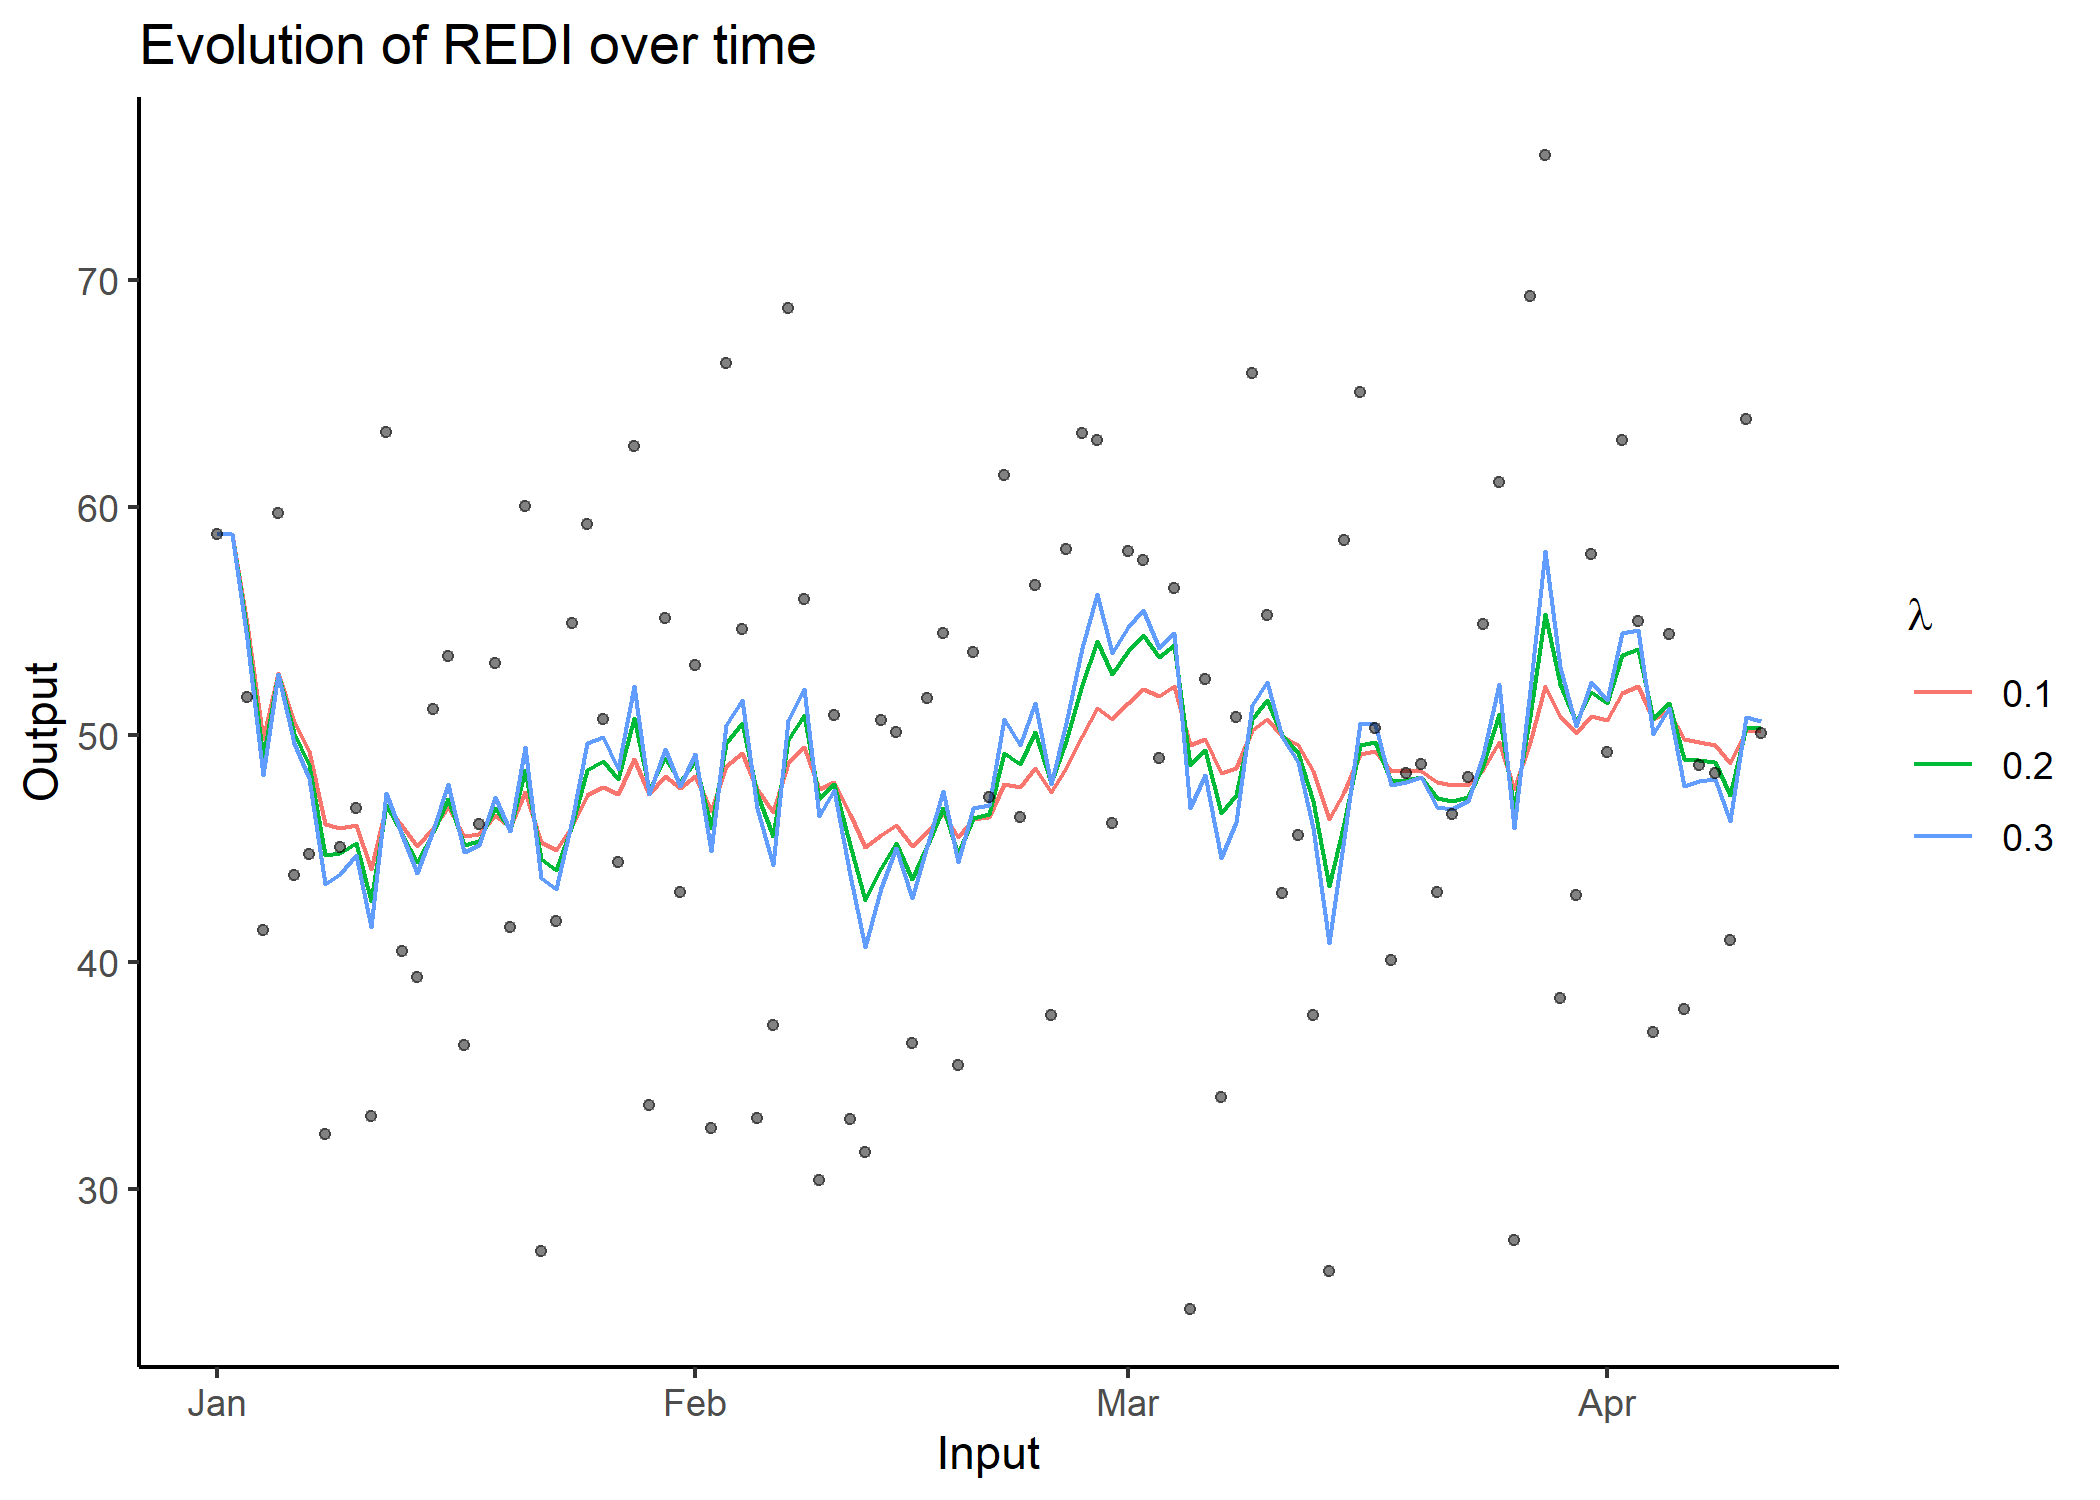 Evolution of REDI over time
Output
70
60
50
40
30
Jan Feb Mar Apr
Input
λ
0.1
0.2
0.3